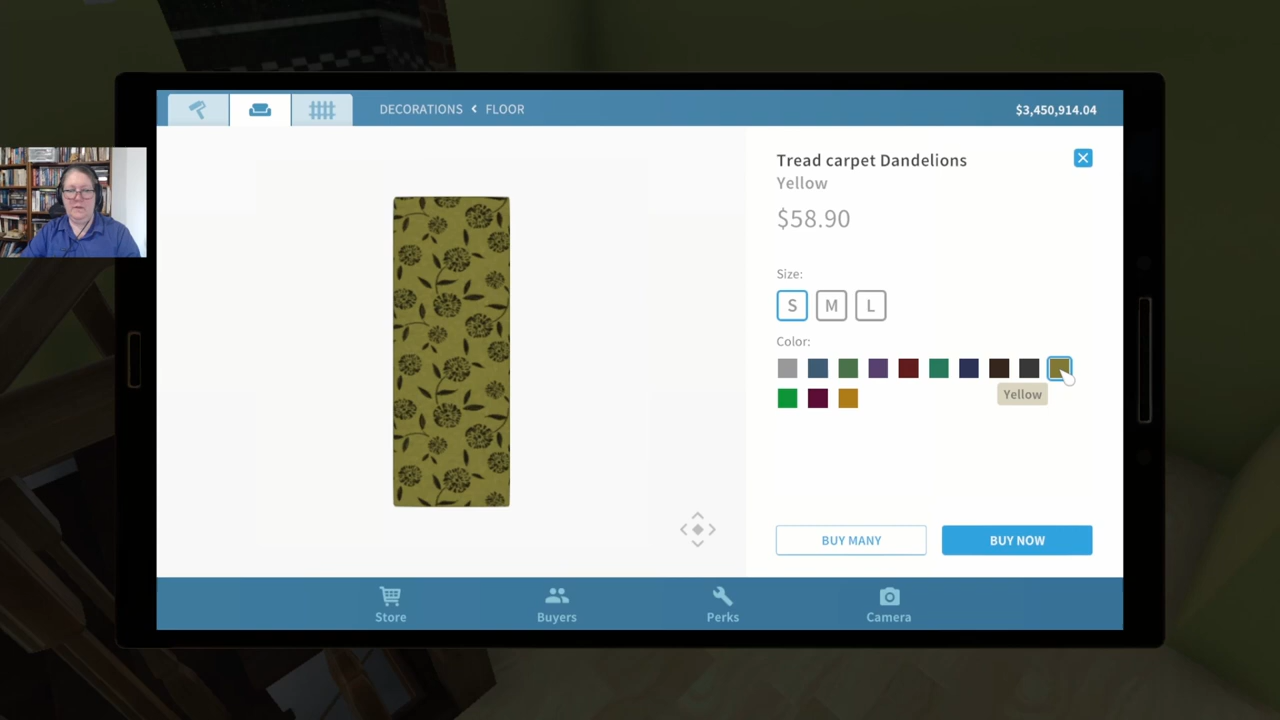 DECORATIONS < FLOOR
$3,450,914.04
Tread carpet Dandelions
Yellow
$58.90
Size:
S M L
Color:
Yellow
BUY MANY
BUY NOW
Store
Buyers
Perks
Camera